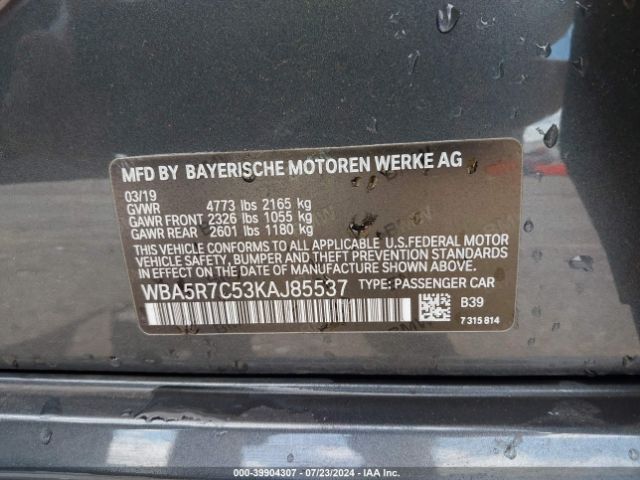 MFD BY BAYERISCHE MOTOREN WERKE AG
03/19
GVWR 4773 lbs 2165 kg
GAWR FRONT 2326 lbs 1055 kg
GAWR REAR 2601 lbs 1180 kg
THIS VEHICLE CONFORMS TO ALL APPLICABLE U.S.FEDERAL MOTOR
VEHICLE SAFETY, BUMPER AND THEFT PREVENTION STANDARDS
IN EFFECT ON THE DATE OF MANUFACTURE SHOWN ABOVE.
WBA5R7C53KAJ85537 TYPE: PASSENGER CAR
B39
7 315 814
000-39904307 - 07/23/2024 - IAA Inc.